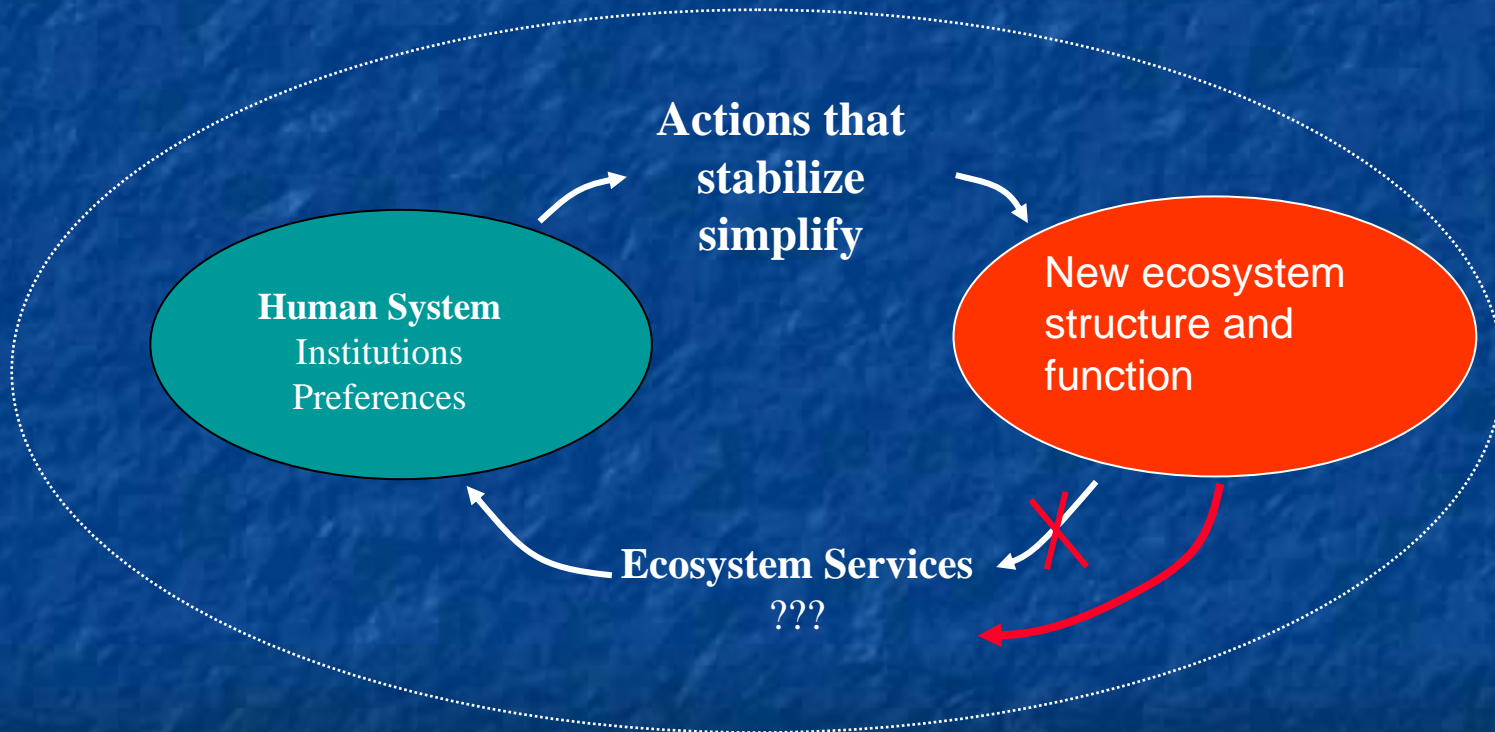 Actions that
stabilize
simplify
Human System
Institutions
Preferences
New ecosystem
structure and
function
Ecosystem Services
???